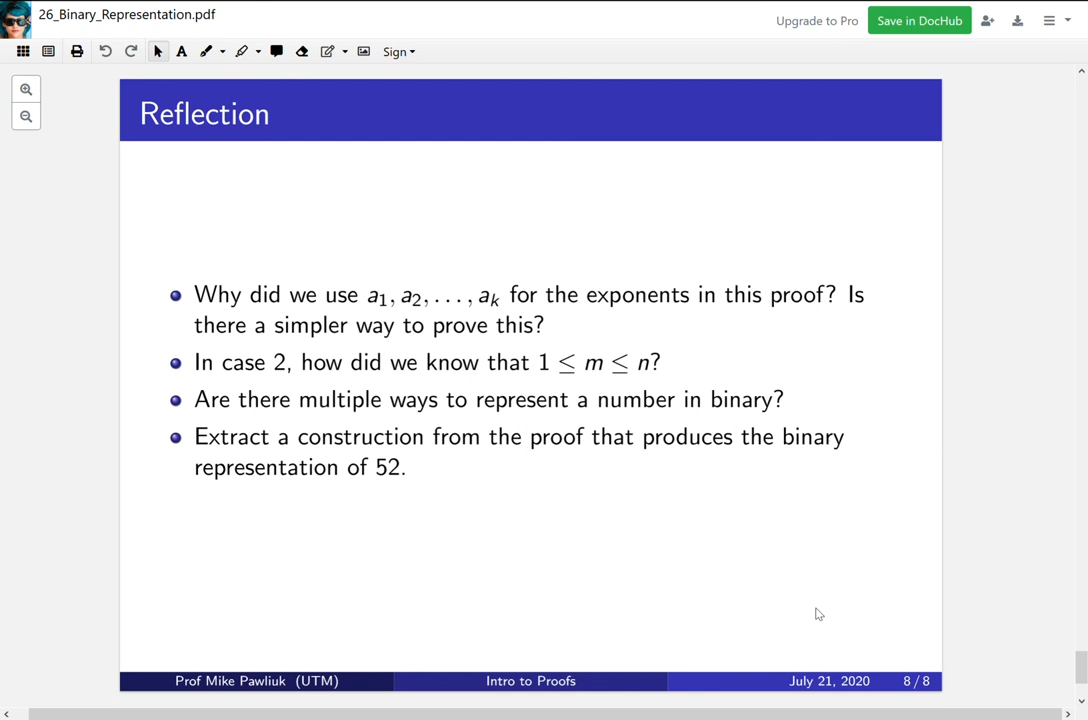 26_Binary_Representation.pdf
Upgrade to Pro
Save in DocHub
A
Sign
Reflection
Why did we use a₁, a₂, . . . , aₖ for the exponents in this proof? Is
there a simpler way to prove this?
In case 2, how did we know that 1 ≤ m ≤ n?
Are there multiple ways to represent a number in binary?
Extract a construction from the proof that produces the binary
representation of 52.
Prof Mike Pawliuk (UTM)
Intro to Proofs
July 21, 2020
8 / 8